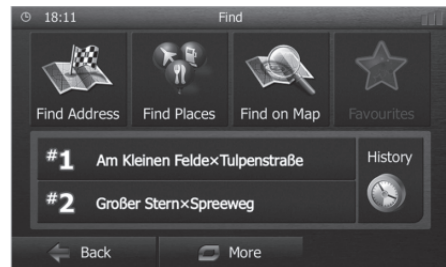 18:11 Find
Find Address Find Places Find on Map Favourites
#1 Am Kleinen Felde×Tulpenstraße
History
#2 Großer Stern×Spreeweg
Back More